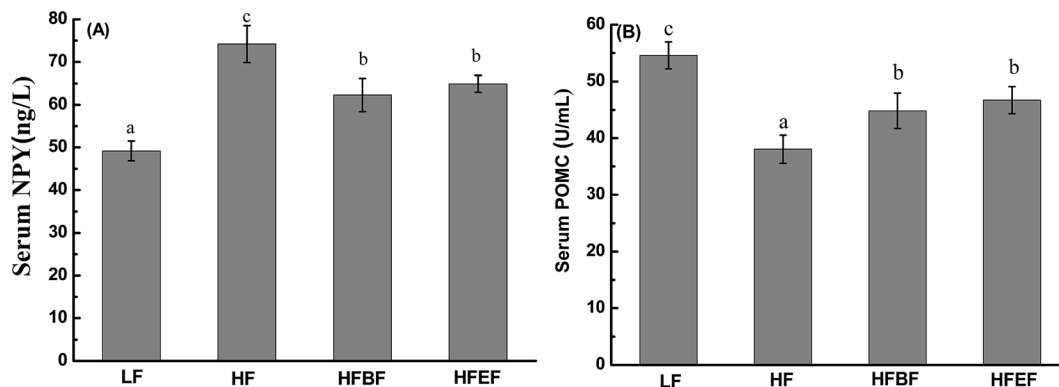 (A)
Serum NPY(ng/L)
80
70
60
50
40
30
20
10
0
a
c
b
b
LF
HF
HFBF
HFEF
(B)
Serum POMC (U/mL)
60
50
40
30
20
10
0
c
a
b
b
LF
HF
HFBF
HFEF